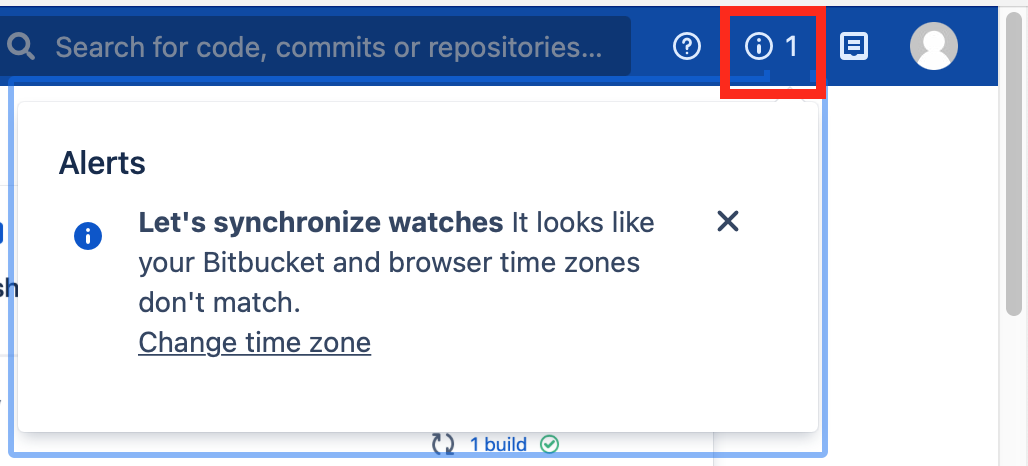 Search for code, commits or repositories...
1
Alerts
Let's synchronize watches It looks like
your Bitbucket and browser time zones
don't match.
Change time zone
sh
1 build